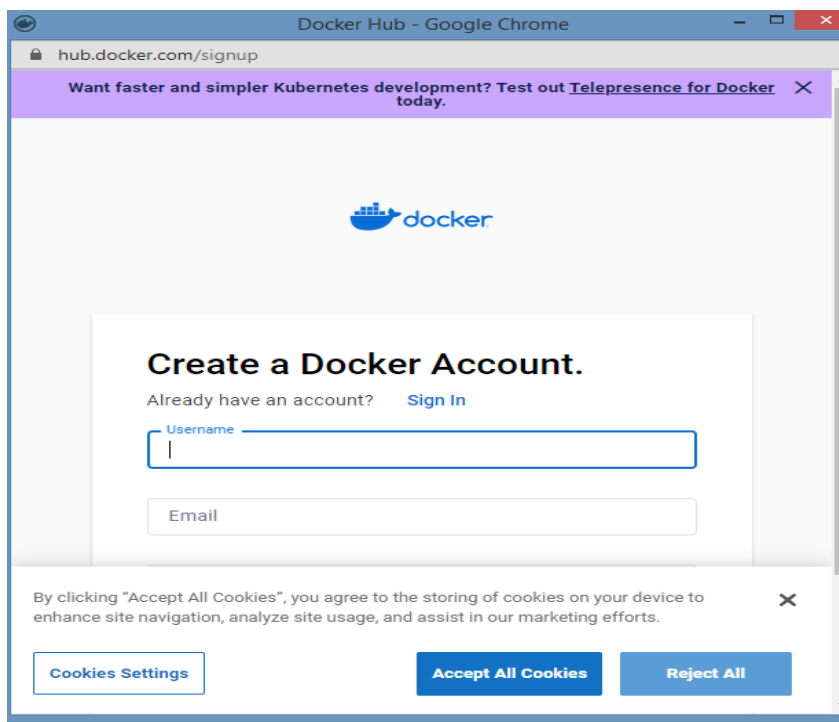 Docker Hub - Google Chrome
hub.docker.com/signup
Want faster and simpler Kubernetes development? Test out Telepresence for Docker
today.
docker
Create a Docker Account.
Already have an account? Sign In
Username
Email
By clicking “Accept All Cookies”, you agree to the storing of cookies on your device to
enhance site navigation, analyze site usage, and assist in our marketing efforts.
Cookies Settings Accept All Cookies Reject All